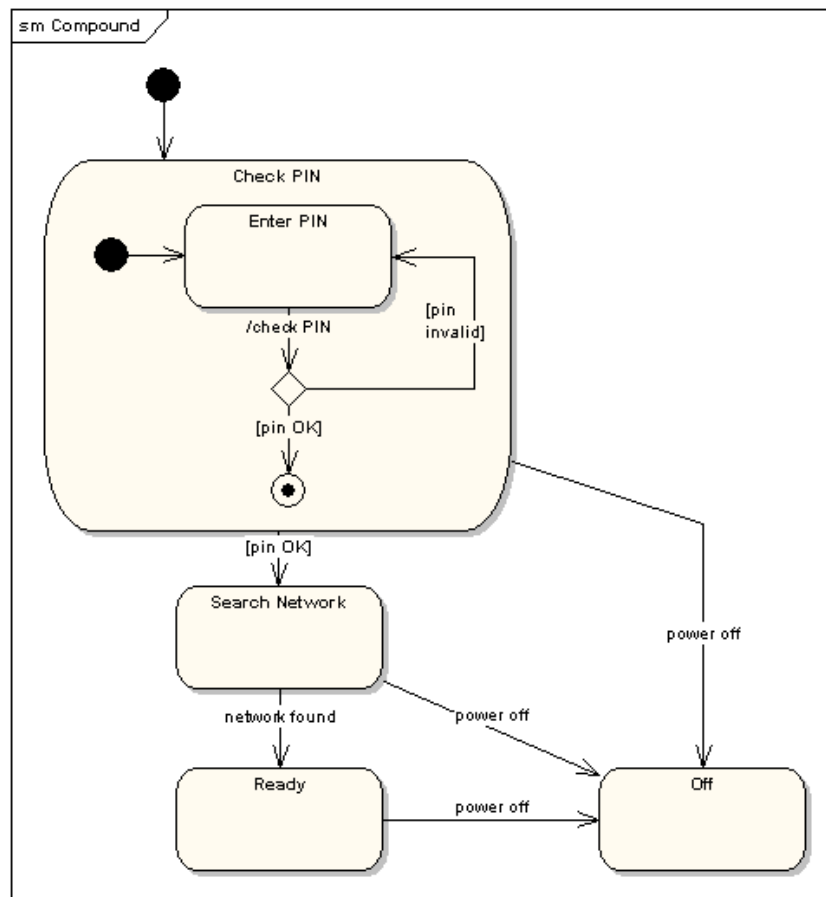 sm Compound
Check PIN
Enter PIN
/check PIN
[pin
invalid]
[pin OK]
[pin OK]
Search Network
power off
network found
power off
Ready
Off
power off